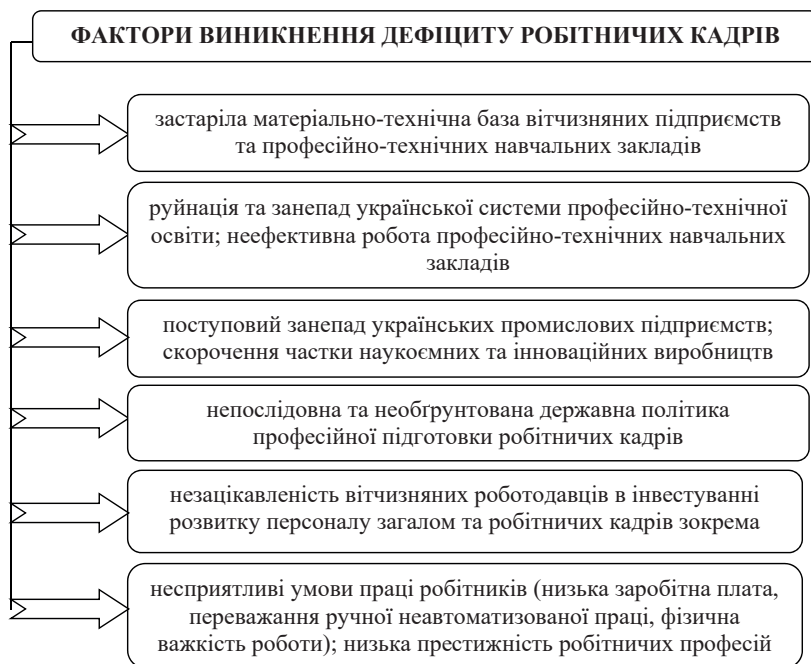 ФАКТОРИ ВИНИКНЕННЯ ДЕФІЦИТУ РОБІТНИЧИХ КАДРІВ
застаріла матеріально-технічна база вітчизняних підприємств
та професійно-технічних навчальних закладів
руйнація та занепад української системи професійно-технічної
освіти; неефективна робота професійно-технічних навчальних
закладів
поступовий занепад українських промислових підприємств;
скорочення частки наукоємних та інноваційних виробництв
непослідовна та необґрунтована державна політика
професійної підготовки робітничих кадрів
незацікавленість вітчизняних роботодавців в інвестуванні
розвитку персоналу загалом та робітничих кадрів зокрема
несприятливі умови праці робітників (низька заробітна плата,
переважання ручної неавтоматизованої праці, фізична
важкість роботи); низька престижність робітничих професій